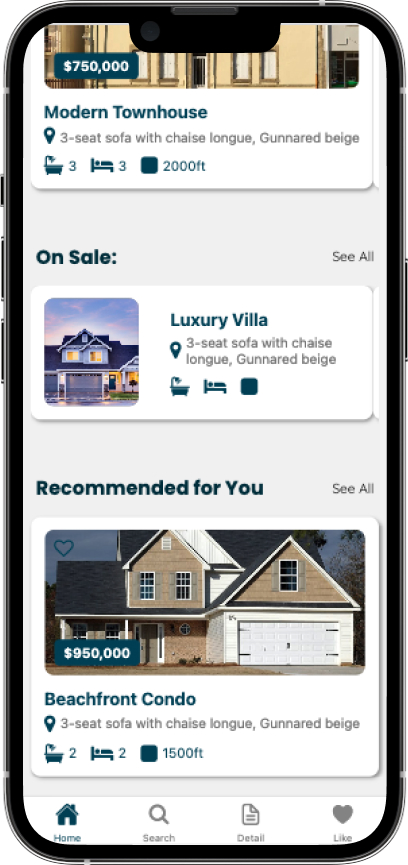 $750,000
Modern Townhouse
3-seat sofa with chaise longue, Gunnared beige
3 3 2000ft
On Sale: See All
Luxury Villa
3-seat sofa with chaise
longue, Gunnared beige
Recommended for You See All
$950,000
Beachfront Condo
3-seat sofa with chaise longue, Gunnared beige
2 2 1500ft
Home Search Detail Like